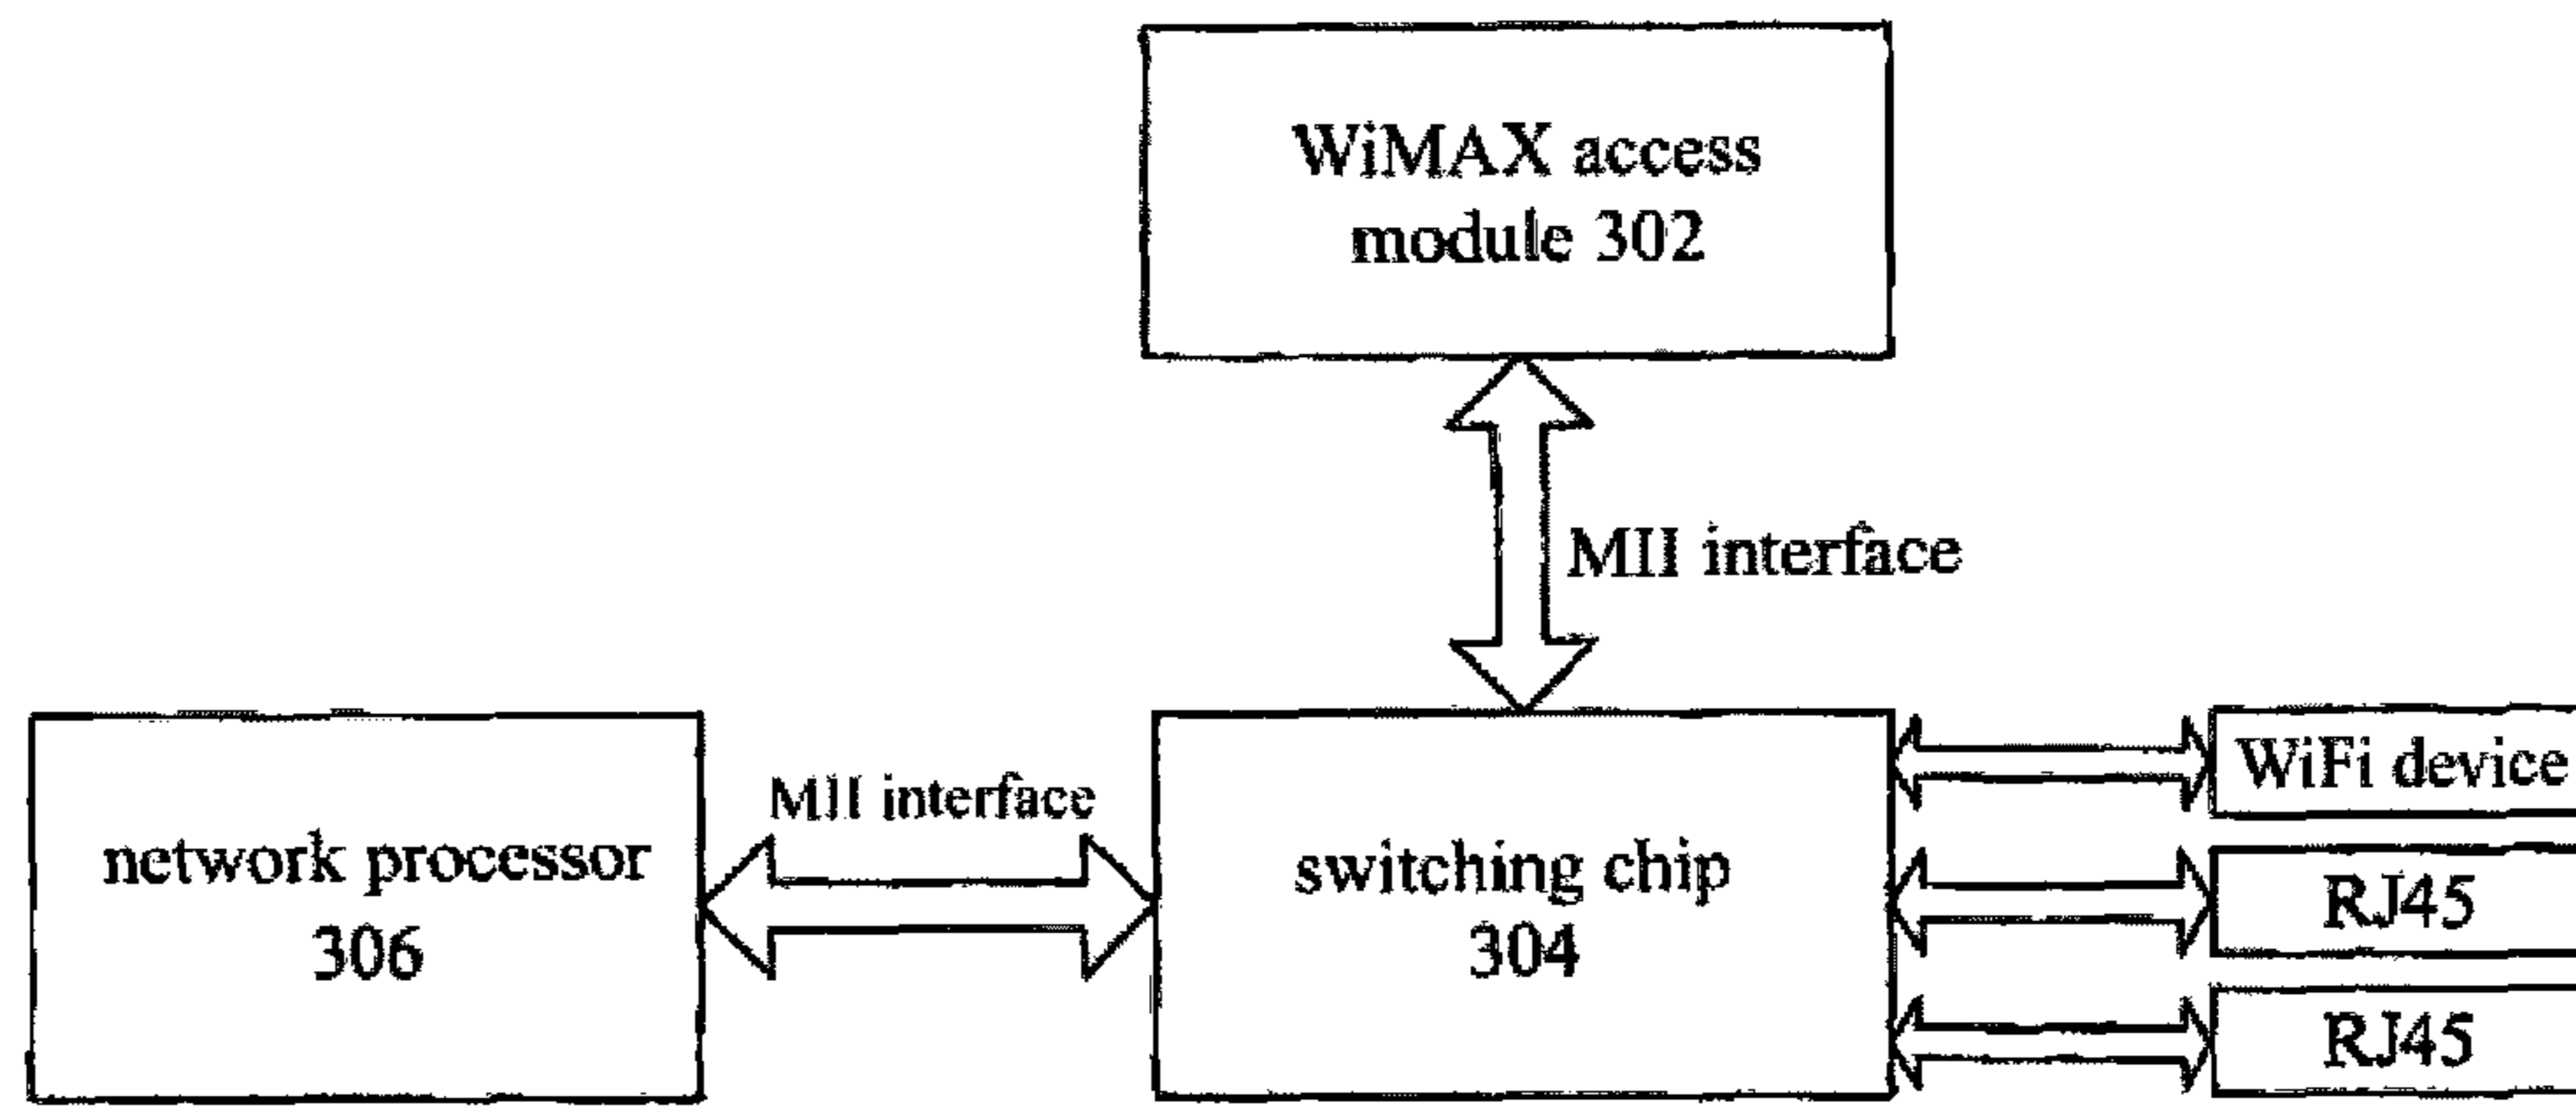 WiMAX access
module 302
MII interface
MII interface
network processor
306
switching chip
304
WiFi device
RJ45
RJ45